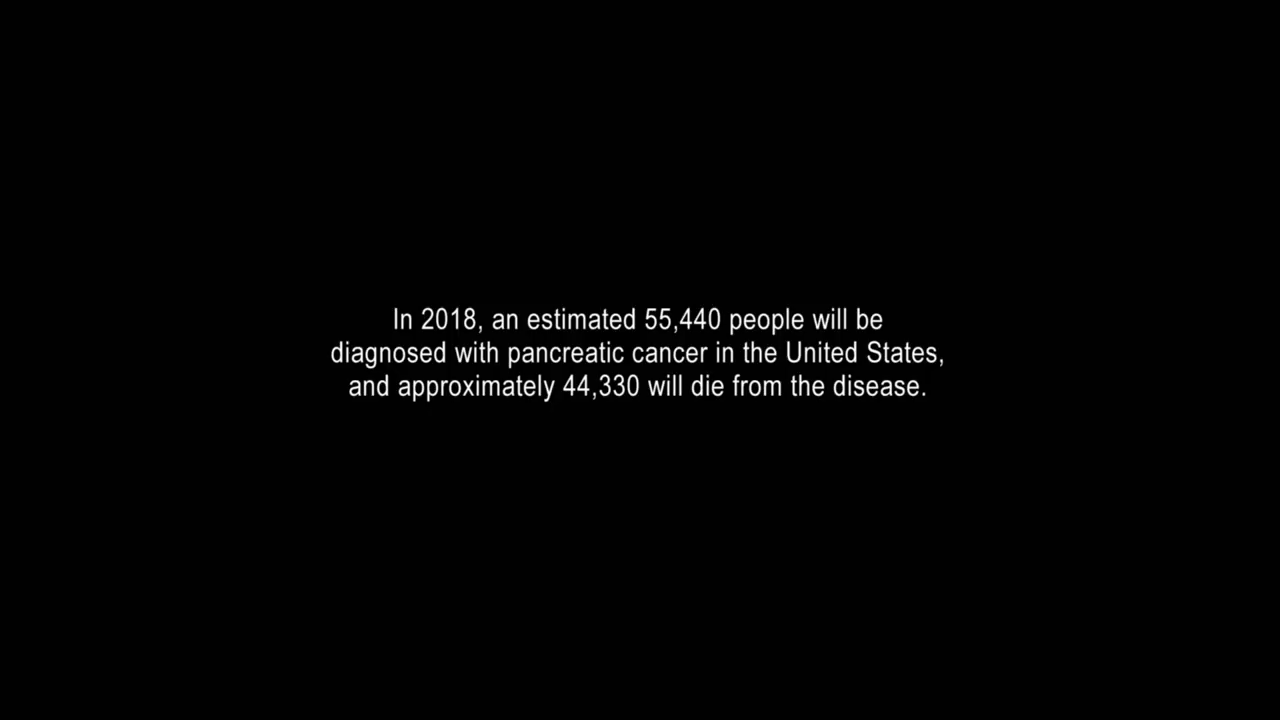 In 2018, an estimated 55,440 people will be
diagnosed with pancreatic cancer in the United States,
and approximately 44,330 will die from the disease.